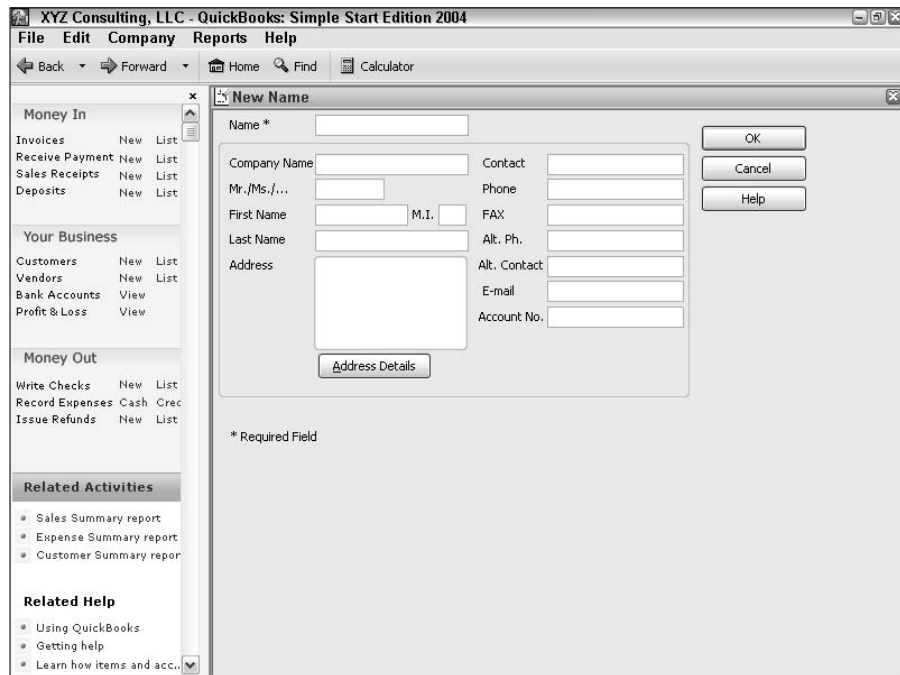 XYZ Consulting, LLC - QuickBooks: Simple Start Edition 2004
File Edit Company Reports Help
Back Forward Home Find Calculator
Money In
Invoices New List
Receive Payment New List
Sales Receipts New List
Deposits New List
Your Business
Customers New List
Vendors New List
Bank Accounts View
Profit & Loss View
Money Out
Write Checks New List
Record Expenses Cash Crec
Issue Refunds New List
Related Activities
Sales Summary report
Expense Summary report
Customer Summary repor
Related Help
Using QuickBooks
Getting help
Learn how items and acc..
New Name
Name *
Company Name
Mr./Ms./...
First Name M.I.
Last Name
Address
Address Details
Contact
Phone
FAX
Alt. Ph.
Alt. Contact
E-mail
Account No.
OK
Cancel
Help
* Required Field